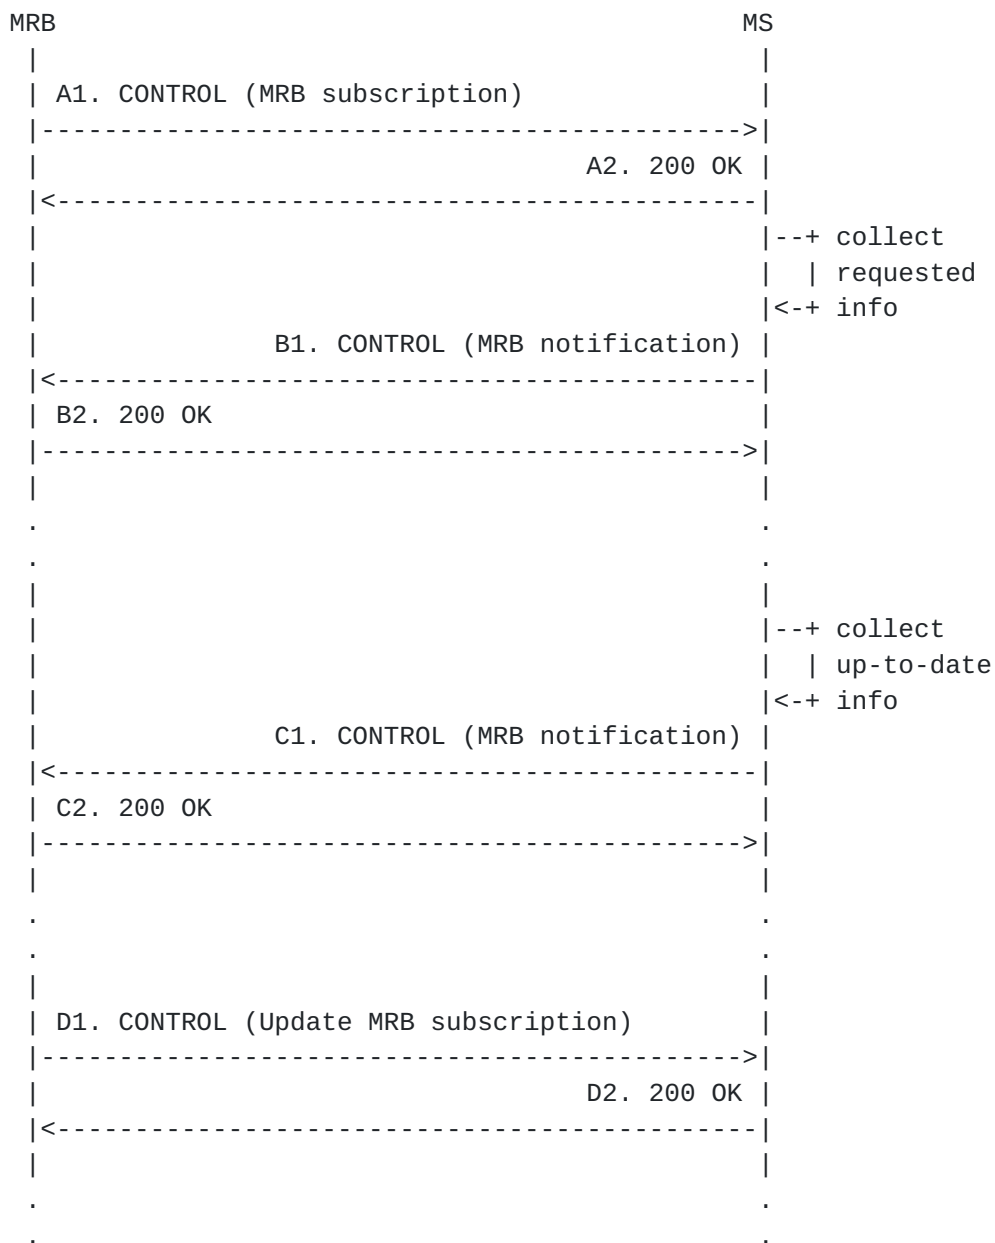 MRB MS
A1. CONTROL (MRB subscription)
A2. 200 OK
collect
requested
info
B1. CONTROL (MRB notification)
B2. 200 OK
collect
up-to-date
info
C1. CONTROL (MRB notification)
C2. 200 OK
D1. CONTROL (Update MRB subscription)
D2. 200 OK